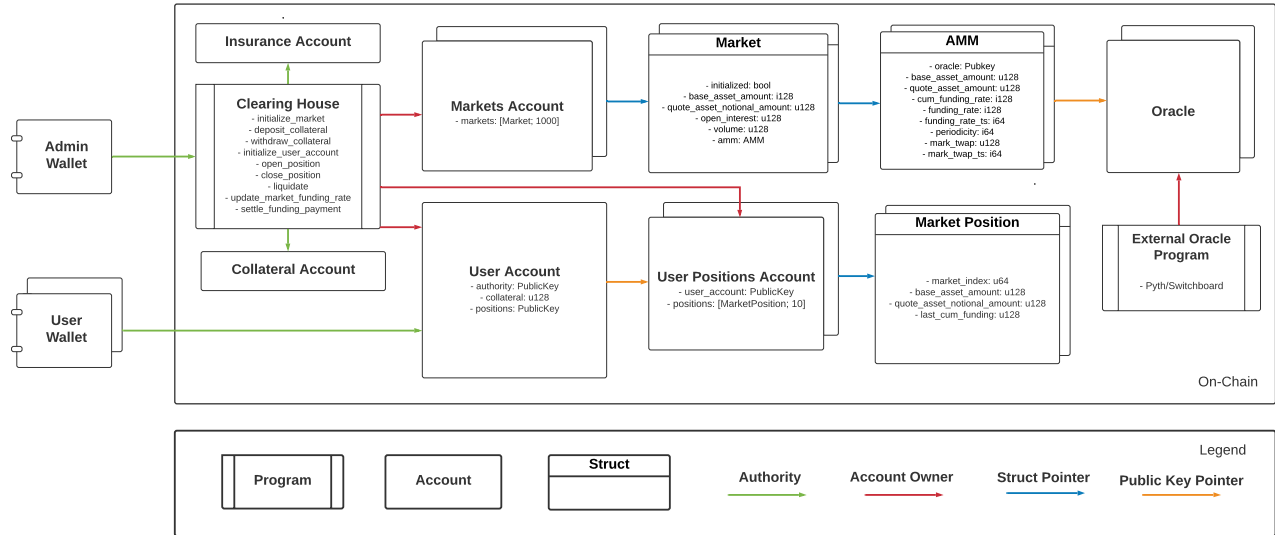 Insurance Account
Clearing House
- initialize_market
- deposit_collateral
- withdraw_collateral
- initialize_user_account
- open_position
- close_position
- liquidate
- update_market_funding_rate
- settle_funding_payment
Collateral Account
Admin
Wallet
User
Wallet
Markets Account
- markets: [Market; 1000]
Market
- initialized: bool
- base_asset_amount: i128
- quote_asset_notional_amount: u128
- open_interest: u128
- volume: u128
- amm: AMM
AMM
- oracle: Pubkey
- base_asset_amount: u128
- quote_asset_amount: u128
- cum_funding_rate: i128
- funding_rate: i128
- funding_rate_ts: i64
- periodicity: i64
- mark_twap: u128
- mark_twap_ts: i64
Oracle
User Account
- authority: PublicKey
- collateral: u128
- positions: PublicKey
User Positions Account
- user_account: PublicKey
- positions: [MarketPosition; 10]
Market Position
- market_index: u64
- base_asset_amount: u128
- quote_asset_notional_amount: u128
- last_cum_funding: u128
External Oracle
Program
- Pyth/Switchboard
On-Chain
Legend
Program
Account
Struct
Authority
Account Owner
Struct Pointer
Public Key Pointer